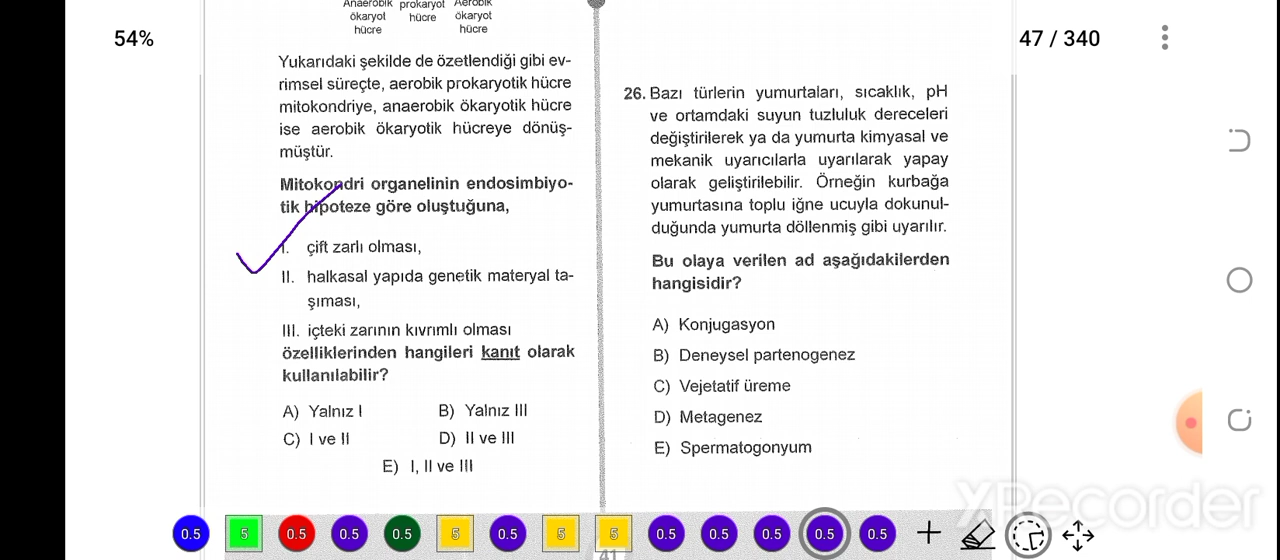 54%
47 / 340
Anaerobik prokaryot Aerobik
ökaryot hücre ökaryot
hücre hücre
Yukarıdaki şekilde de özetlendiği gibi ev-
rimsel süreçte, aerobik prokaryotik hücre
mitokondriye, anaerobik ökaryotik hücre
ise aerobik ökaryotik hücreye dönüş-
müştür.
Mitokondri organelinin endosimbiyo-
tik hipoteze göre oluştuğuna,
I. çift zarlı olması,
II. halkasal yapıda genetik materyal ta-
şıması,
III. içteki zarının kıvrımlı olması
özelliklerinden hangileri kanıt olarak
kullanılabilir?
A) Yalnız I B) Yalnız III
C) I ve II D) II ve III
E) I, II ve III
26. Bazı türlerin yumurtaları, sıcaklık, pH
ve ortamdaki suyun tuzluluk dereceleri
değiştirilerek ya da yumurta kimyasal ve
mekanik uyarıcılarla uyarılarak yapay
olarak geliştirilebilir. Örneğin kurbağa
yumurtasına toplu iğne ucuyla dokunul-
duğunda yumurta döllenmiş gibi uyarılır.
Bu olaya verilen ad aşağıdakilerden
hangisidir?
A) Konjugasyon
B) Deneysel partenogenez
C) Vejetatif üreme
D) Metagenez
E) Spermatogonyum
XRecorder
0.5 5 0.5 0.5 0.5 5 0.5 5 5 0.5 0.5 0.5 0.5 0.5
41